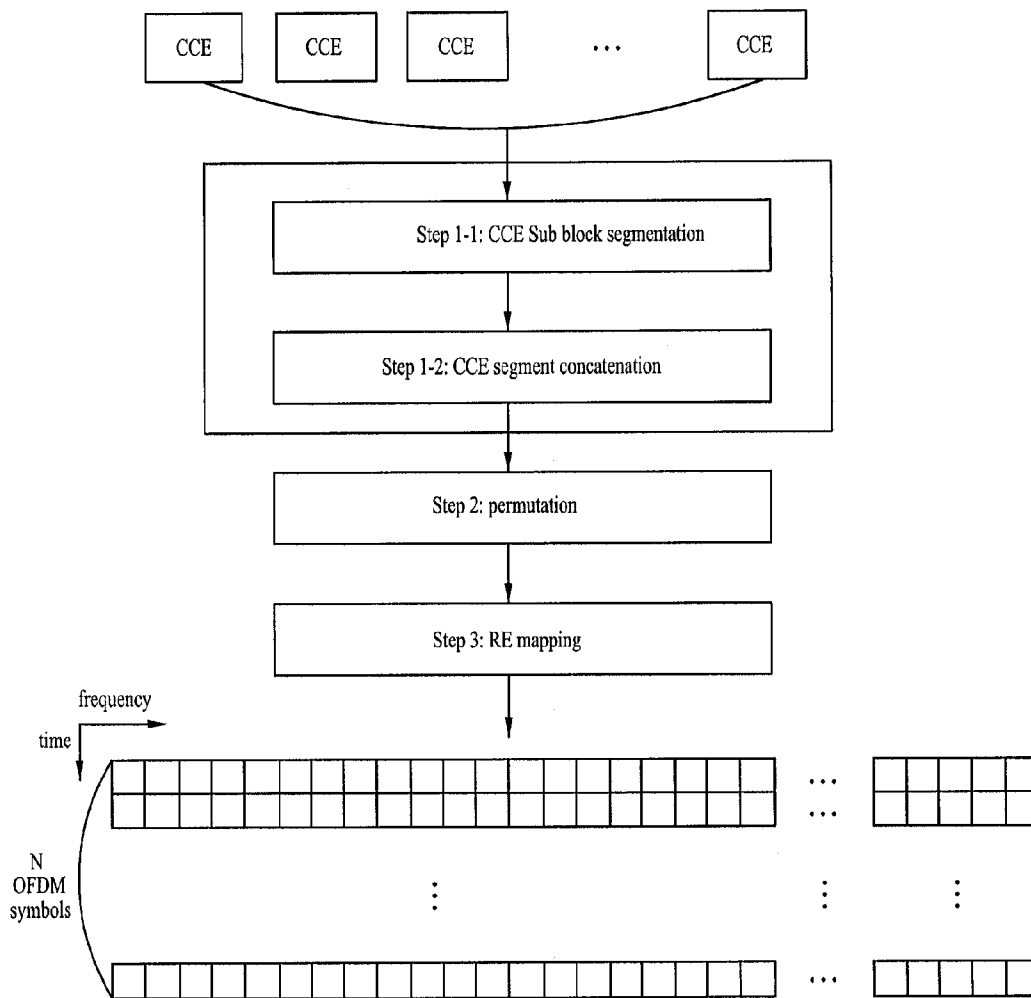 CCE CCE CCE ... CCE
Step 1-1: CCE Sub block segmentation
Step 1-2: CCE segment concatenation
Step 2: permutation
Step 3: RE mapping
frequency
time
N
OFDM
symbols